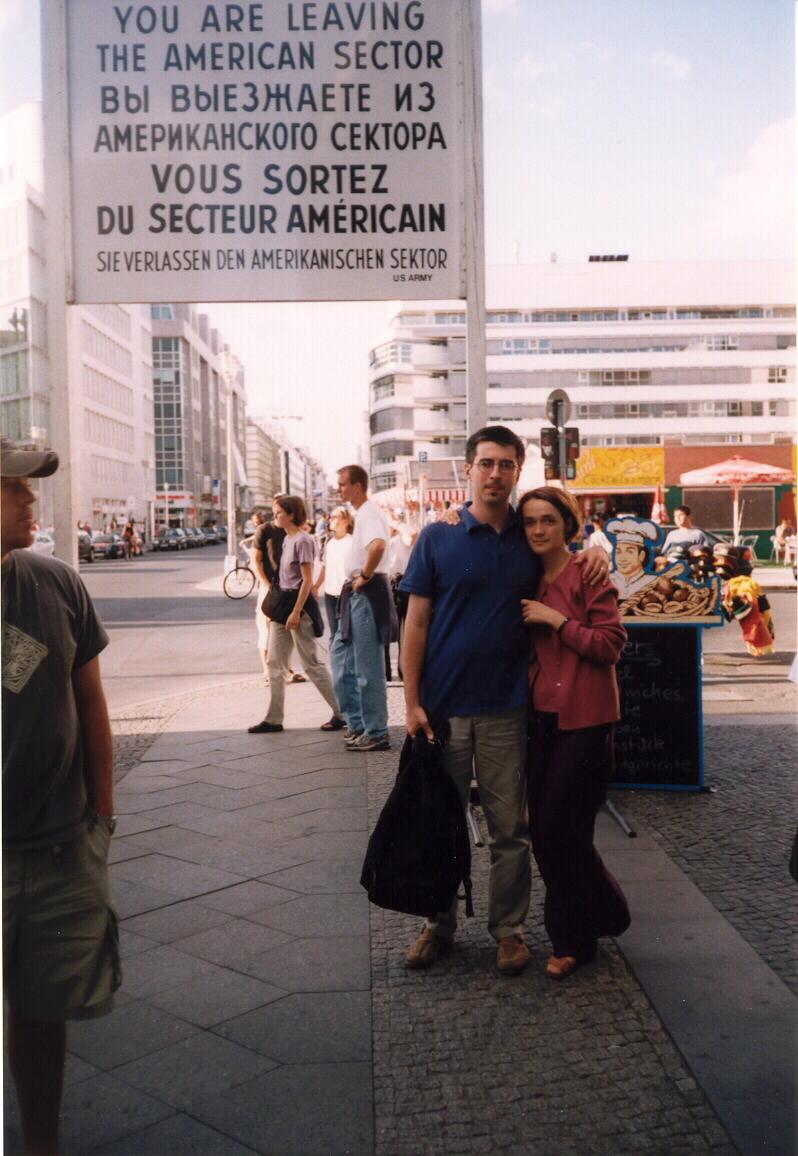 YOU ARE LEAVING
THE AMERICAN SECTOR
ВЫ ВЫЕЗЖАЕТЕ ИЗ
АМЕРИКАНСКОГО СЕКТОРА
VOUS SORTEZ
DU SECTEUR AMÉRICAIN
SIE VERLASSEN DEN AMERIKANISCHEN SEKTOR
US ARMY